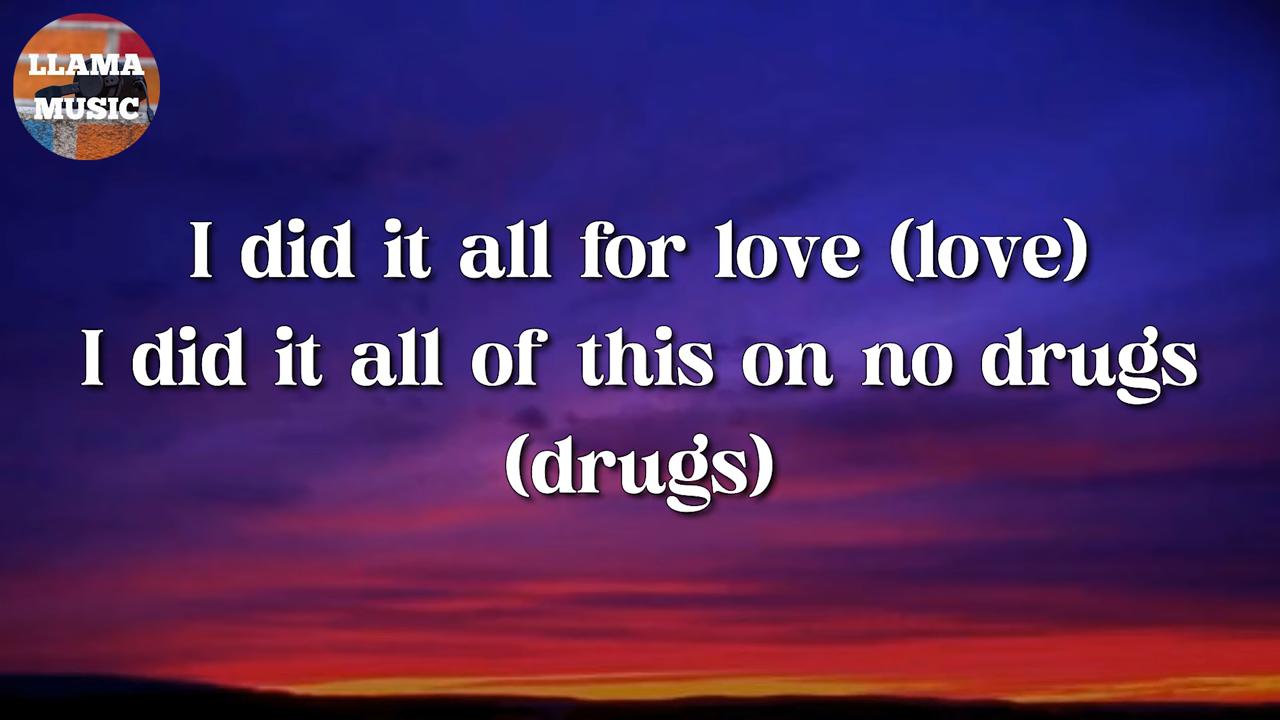 LLAMA
MUSIC
I did it all for love (love)
I did it all of this on no drugs
(drugs)